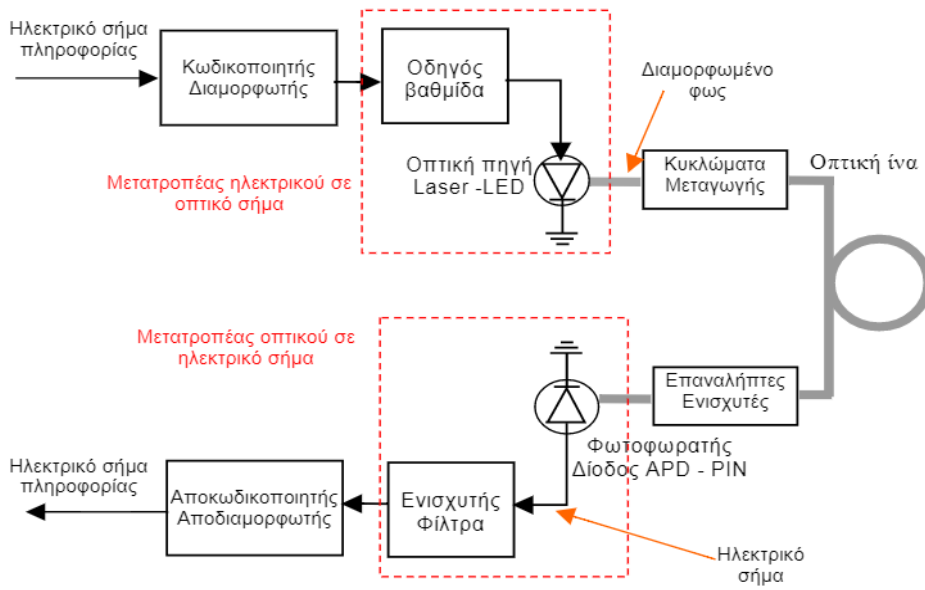 Ηλεκτρικό σήμα
πληροφορίας
Κωδικοποιητής
Διαμορφωτής
Οδηγός
βαθμίδα
Διαμορφωμένο
φως
Οπτική πηγή
Laser -LED
Κυκλώματα
Μεταγωγής
Οπτική ίνα
Μετατροπέας ηλεκτρικού σε
οπτικό σήμα
Μετατροπέας οπτικού σε
ηλεκτρικό σήμα
Επαναλήπτες
Ενισχυτές
Φωτοφωρατής
Δίοδος APD - PIN
Ηλεκτρικό σήμα
πληροφορίας
Αποκωδικοποιητής
Αποδιαμορφωτής
Ενισχυτής
Φίλτρα
Ηλεκτρικό
σήμα